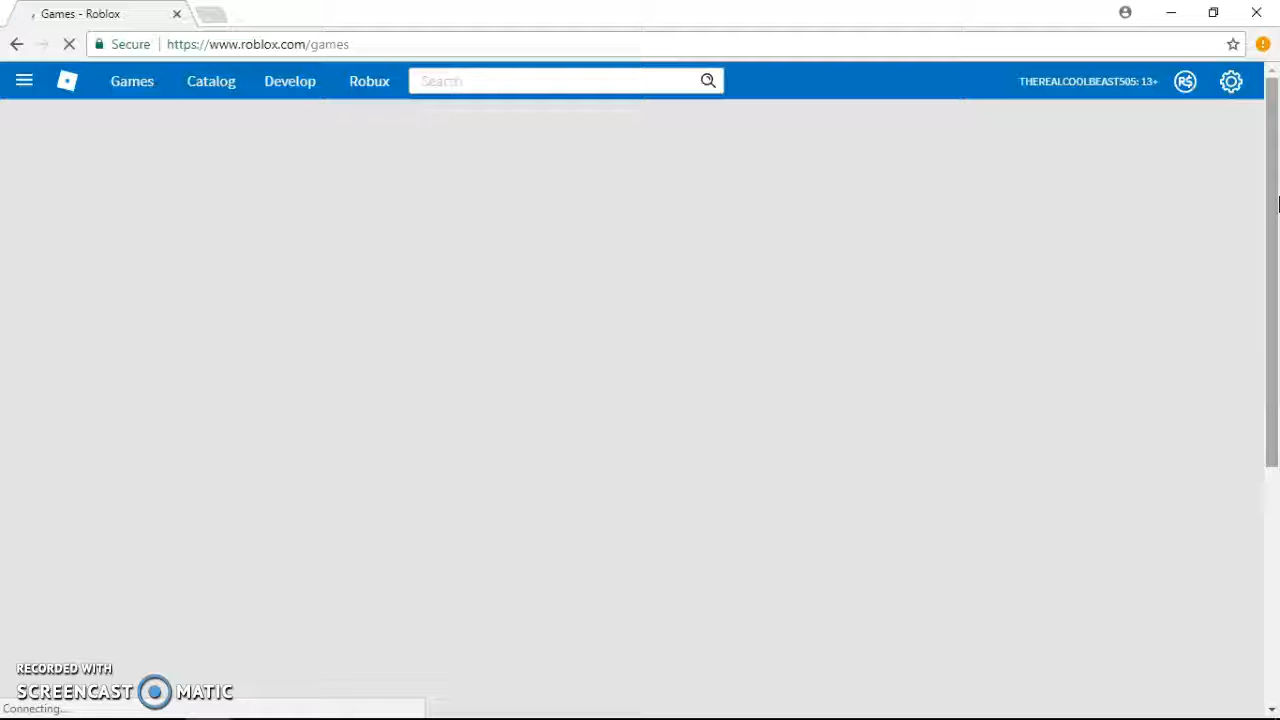 Games - Roblox
Secure https://www.roblox.com/games
Games Catalog Develop Robux Search THEREALCOOLBEAST505: 13+ R$
RECORDED WITH
SCREENCAST MATIC
Connecting...